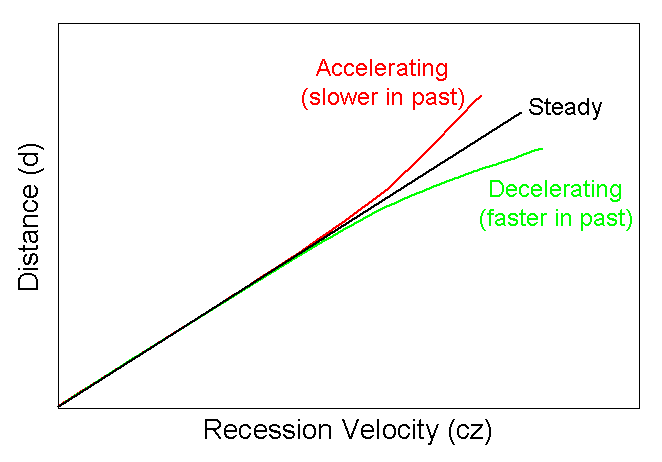 Accelerating
(slower in past)
Steady
Decelerating
(faster in past)
Distance (d)
Recession Velocity (cz)